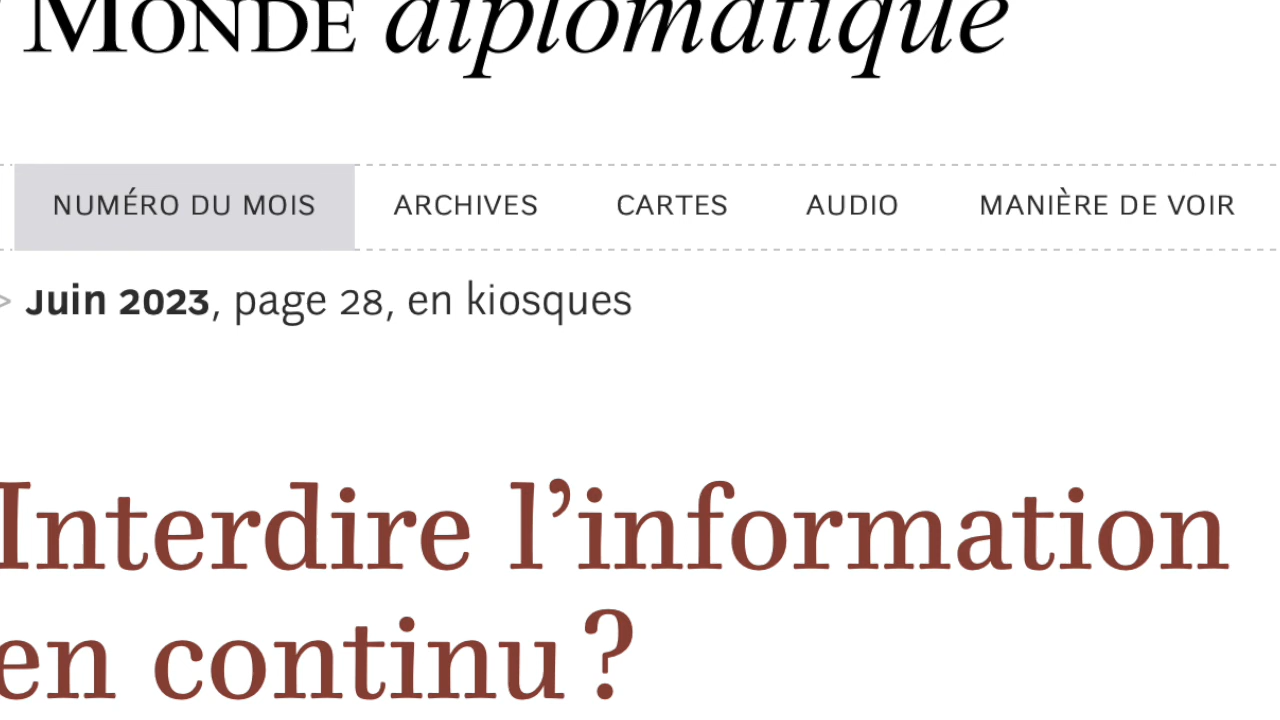 MONDE diplomatique
NUMÉRO DU MOIS ARCHIVES CARTES AUDIO MANIÈRE DE VOIR
> Juin 2023, page 28, en kiosques
Interdire l’information
en continu ?